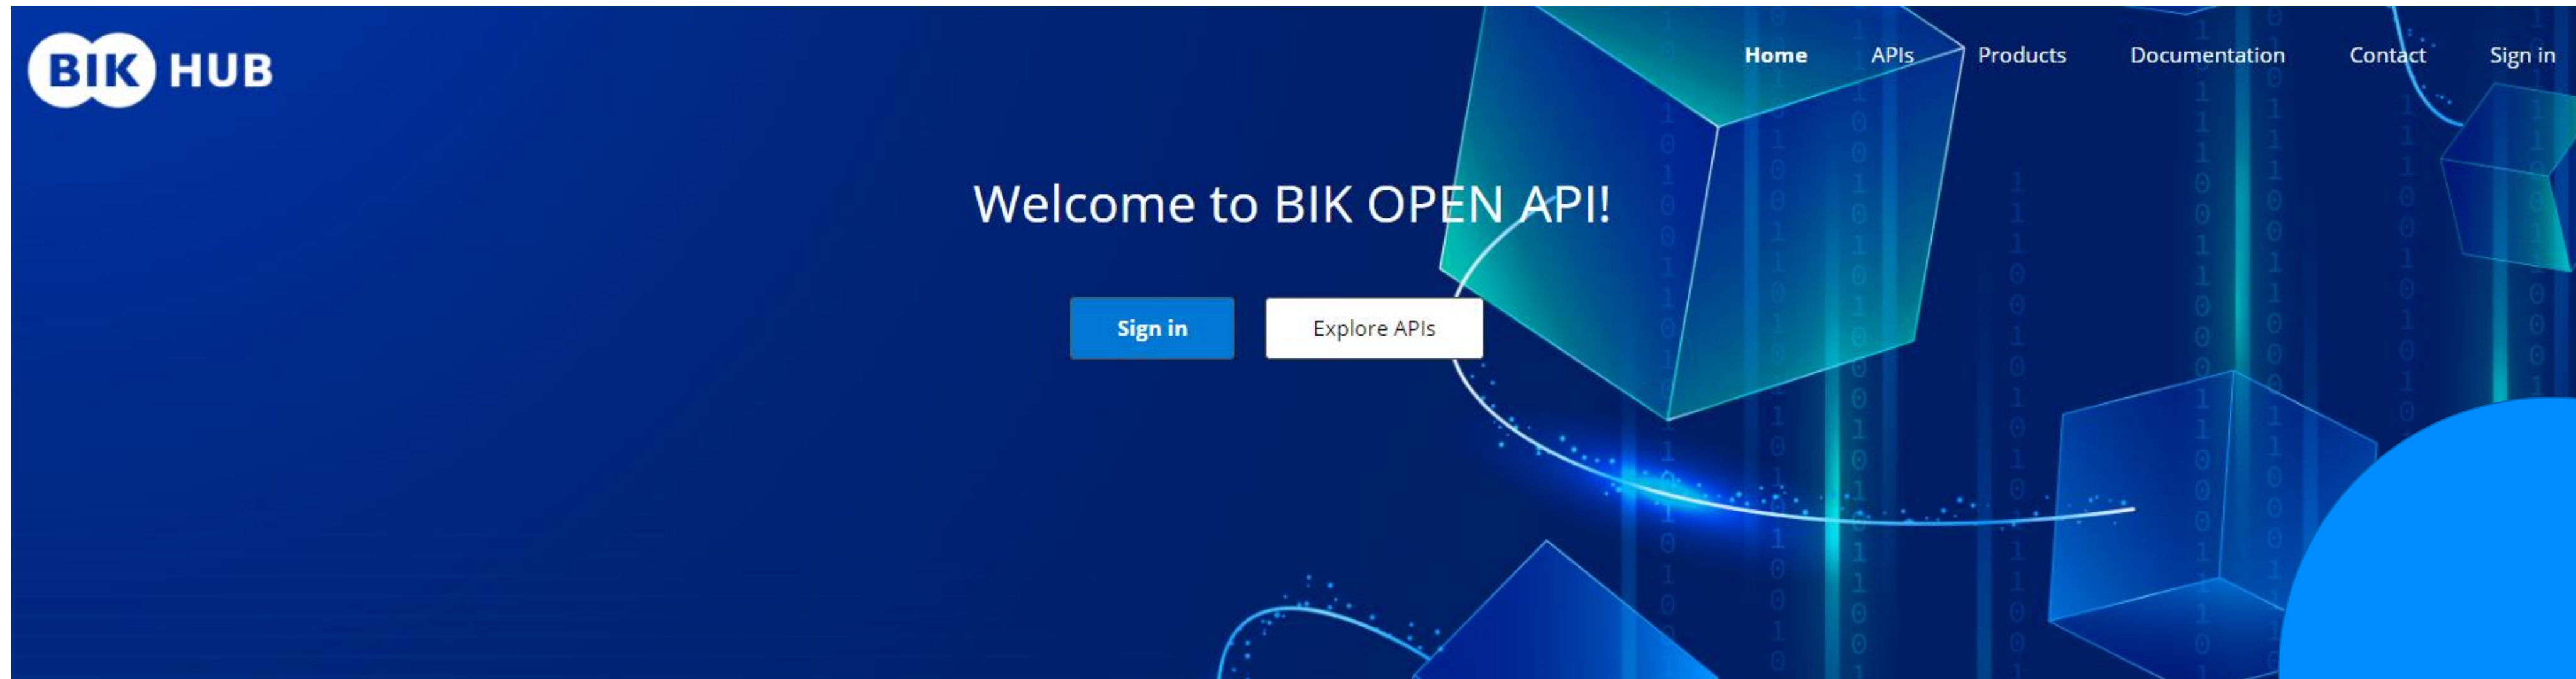 BIK HUB
Home APIs Products Documentation Contact Sign in
Welcome to BIK OPEN API!
Sign in Explore APIs